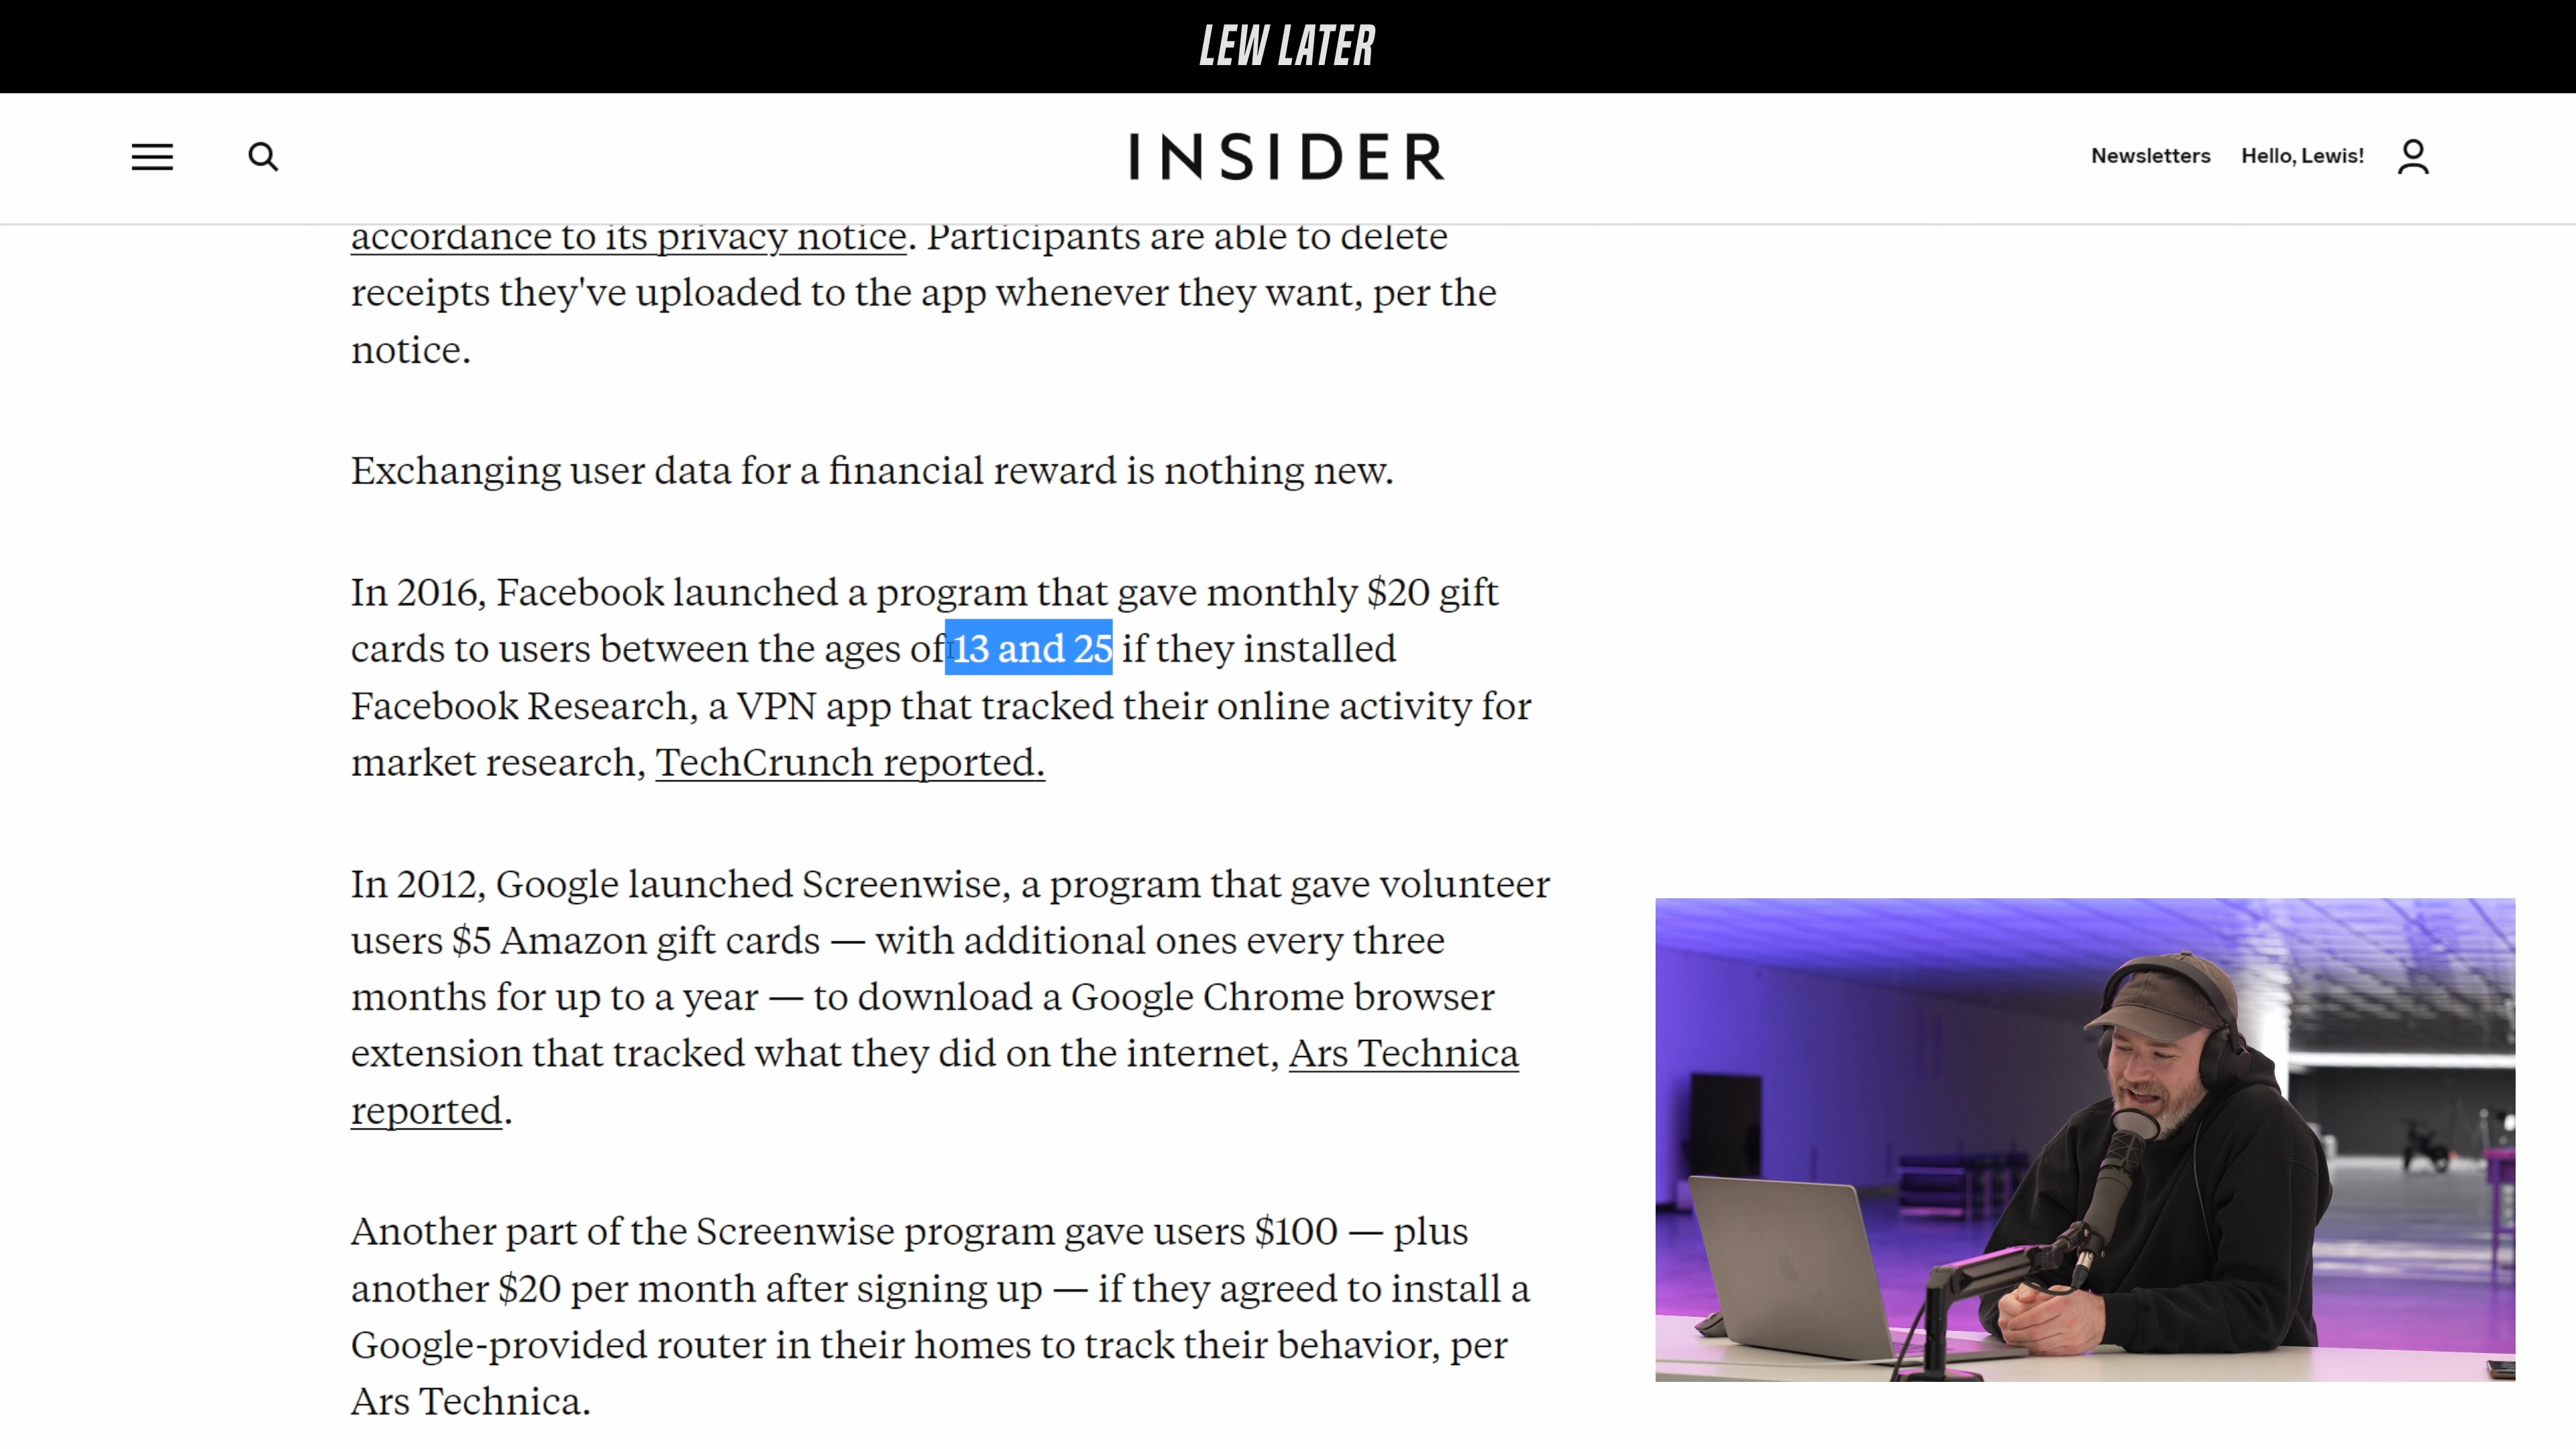 LEW LATER
INSIDER
Newsletters Hello, Lewis!
accordance to its privacy notice. Participants are able to delete
receipts they've uploaded to the app whenever they want, per the
notice.
Exchanging user data for a financial reward is nothing new.
In 2016, Facebook launched a program that gave monthly $20 gift
cards to users between the ages of 13 and 25 if they installed
Facebook Research, a VPN app that tracked their online activity for
market research, TechCrunch reported.
In 2012, Google launched Screenwise, a program that gave volunteer
users $5 Amazon gift cards — with additional ones every three
months for up to a year — to download a Google Chrome browser
extension that tracked what they did on the internet, Ars Technica
reported.
Another part of the Screenwise program gave users $100 — plus
another $20 per month after signing up — if they agreed to install a
Google-provided router in their homes to track their behavior, per
Ars Technica.